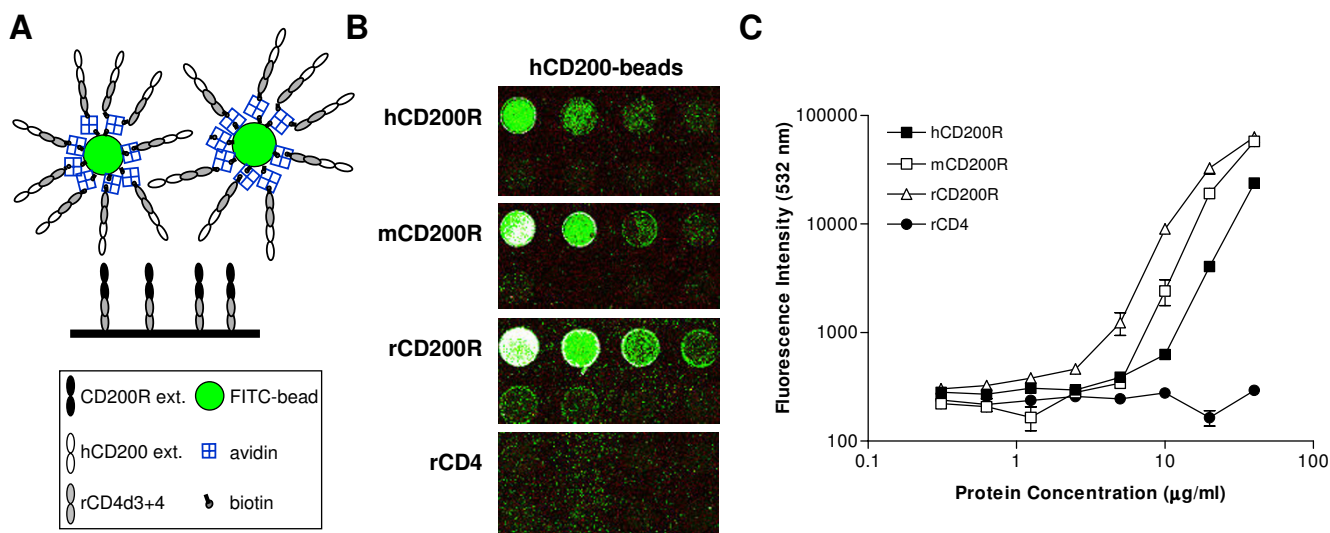 A
CD200R ext.
FITC-bead
hCD200 ext.
avidin
rCD4d3+4
biotin
B
hCD200-beads
hCD200R
mCD200R
rCD200R
rCD4
C
Fluorescence Intensity (532 nm)
100000
10000
1000
100
hCD200R
mCD200R
rCD200R
rCD4
0.1
1
10
100
Protein Concentration (μg/ml)